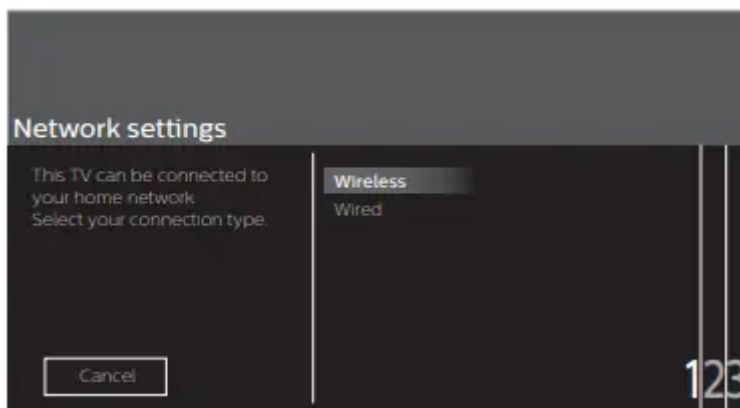 Network settings
This TV can be connected to
your home network
Select your connection type.
Wireless
Wired
Cancel
123